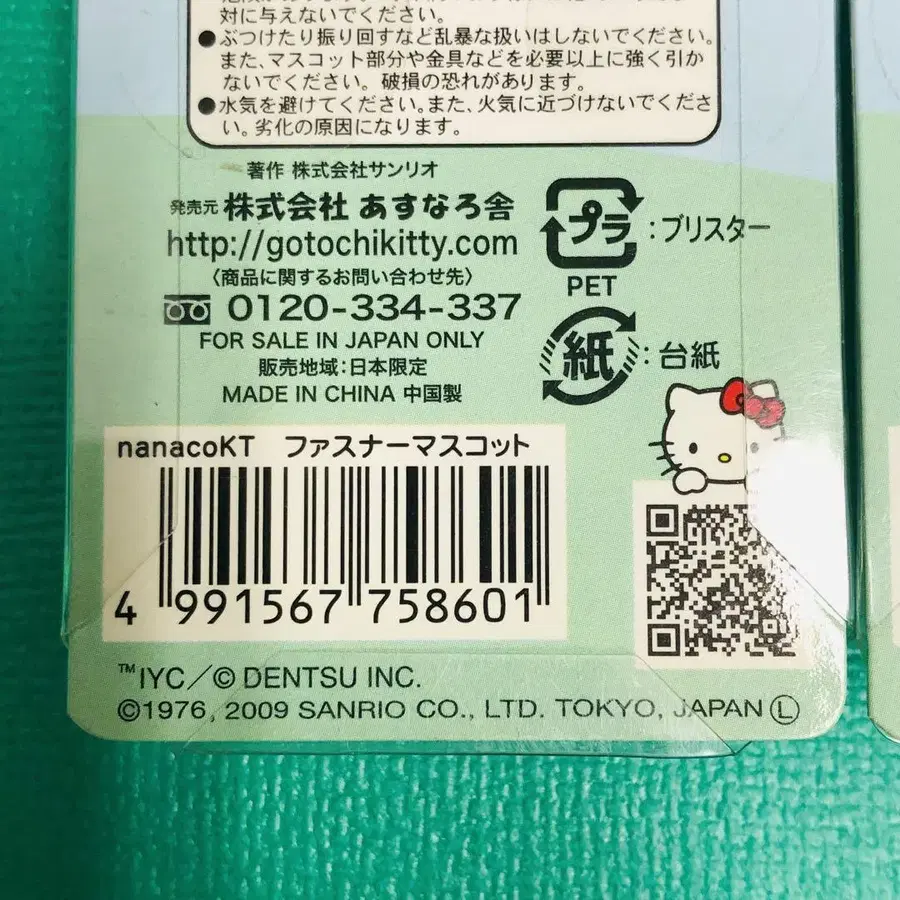 対に与えないでください。
●ぶつけたり振り回すなど乱暴な扱いはしないでください。
また、マスコット部分や金具などを必要以上に強く引か
ないでください。破損の恐れがあります。
●水気を避けてください。また、火気に近づけないでくださ
い。劣化の原因になります。
著作 株式会社サンリオ
発売元 株式会社 あすなろ舎
http://gotochikitty.com
〈商品に関するお問い合わせ先〉
0120-334-337
FOR SALE IN JAPAN ONLY
販売地域:日本限定
MADE IN CHINA 中国製
プラ:ブリスター
PET
紙:台紙
nanacoKT ファスナーマスコット
4 991567 758601
™IYC/© DENTSU INC.
©1976, 2009 SANRIO CO., LTD. TOKYO, JAPAN Ⓛ